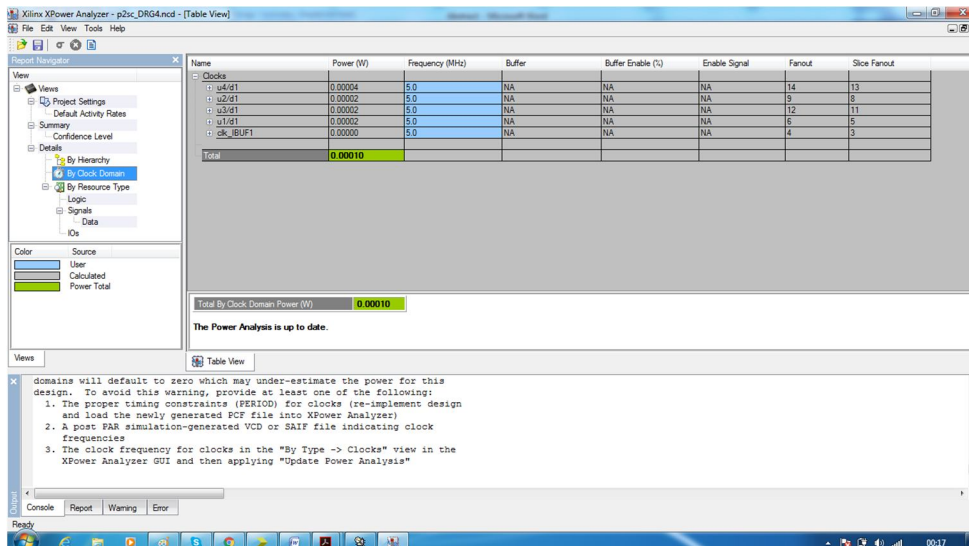 Xilinx XPower Analyzer - p2sc_DRG4.ncd - [Table View]
File Edit View Tools Help
Report Navigator
View
Views
Project Settings
Default Activity Rates
Summary
Confidence Level
Details
By Hierarchy
By Clock Domain
By Resource Type
Logic
Signals
Data
IOs
Color Source
User
Calculated
Power Total
Views
Name Power (W) Frequency (MHz) Buffer Buffer Enable (%) Enable Signal Fanout Slice Fanout
Clocks
u4/d1 0.00004 5.0 NA NA NA 14 13
u2/d1 0.00002 5.0 NA NA NA 9 8
u3/d1 0.00002 5.0 NA NA NA 12 11
u1/d1 0.00002 5.0 NA NA NA 6 5
clk_IBUF1 0.00000 5.0 NA NA NA 4 3
Total 0.00010
Total By Clock Domain Power (W) 0.00010
The Power Analysis is up to date.
Table View
domains will default to zero which may under-estimate the power for this
design. To avoid this warning, provide at least one of the following:
1. The proper timing constraints (PERIOD) for clocks (re-implement design
and load the newly generated PCF file into XPower Analyzer)
2. A post PAR simulation-generated VCD or SAIF file indicating clock
frequencies
3. The clock frequency for clocks in the "By Type -> Clocks" view in the
XPower Analyzer GUI and then applying "Update Power Analysis"
Output
Console Report Warning Error
Ready
00:17